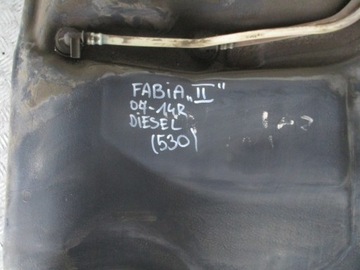 FABIA „II"
07-14R.
DIESEL
(530)